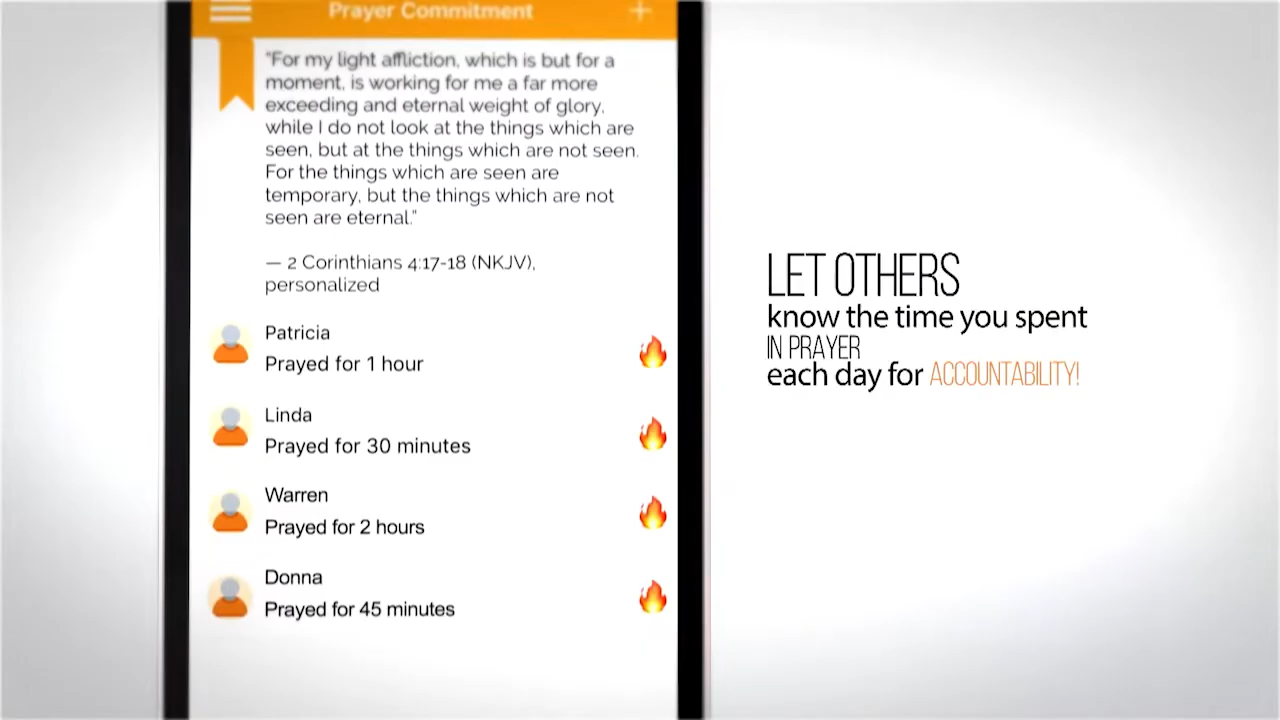 Prayer Commitment
"For my light affliction, which is but for a
moment, is working for me a far more
exceeding and eternal weight of glory,
while I do not look at the things which are
seen, but at the things which are not seen.
For the things which are seen are
temporary, but the things which are not
seen are eternal."
— 2 Corinthians 4:17-18 (NKJV),
personalized
Patricia
Prayed for 1 hour
Linda
Prayed for 30 minutes
Warren
Prayed for 2 hours
Donna
Prayed for 45 minutes
LET OTHERS
know the time you spent
IN PRAYER
each day for ACCOUNTABILITY!